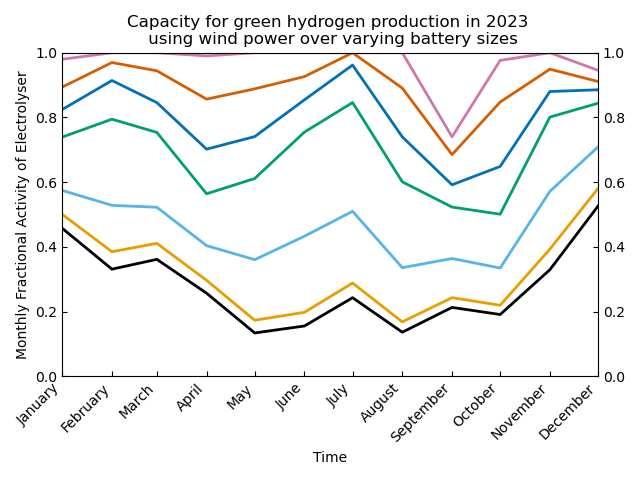 Capacity for green hydrogen production in 2023
using wind power over varying battery sizes
1.0
0.8
0.6
0.4
0.2
0.0
1.0
0.8
0.6
0.4
0.2
0.0
Monthly Fractional Activity of Electrolyser
January
February
March
April
May
June
July
August
September
October
November
December
Time